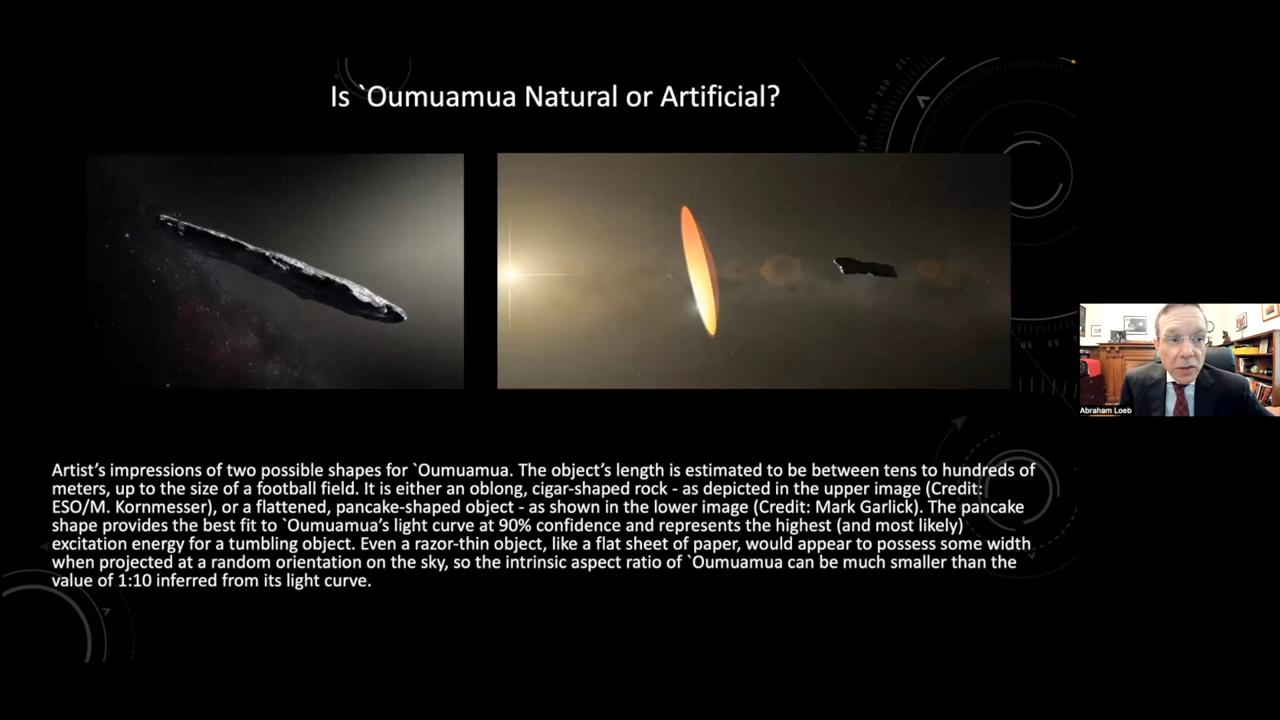 Is `Oumuamua Natural or Artificial?
Abraham Loeb
Artist's impressions of two possible shapes for `Oumuamua. The object's length is estimated to be between tens to hundreds of
meters, up to the size of a football field. It is either an oblong, cigar-shaped rock - as depicted in the upper image (Credit:
ESO/M. Kornmesser), or a flattened, pancake-shaped object - as shown in the lower image (Credit: Mark Garlick). The pancake
shape provides the best fit to `Oumuamua's light curve at 90% confidence and represents the highest (and most likely)
excitation energy for a tumbling object. Even a razor-thin object, like a flat sheet of paper, would appear to possess some width
when projected at a random orientation on the sky, so the intrinsic aspect ratio of `Oumuamua can be much smaller than the
value of 1:10 inferred from its light curve.